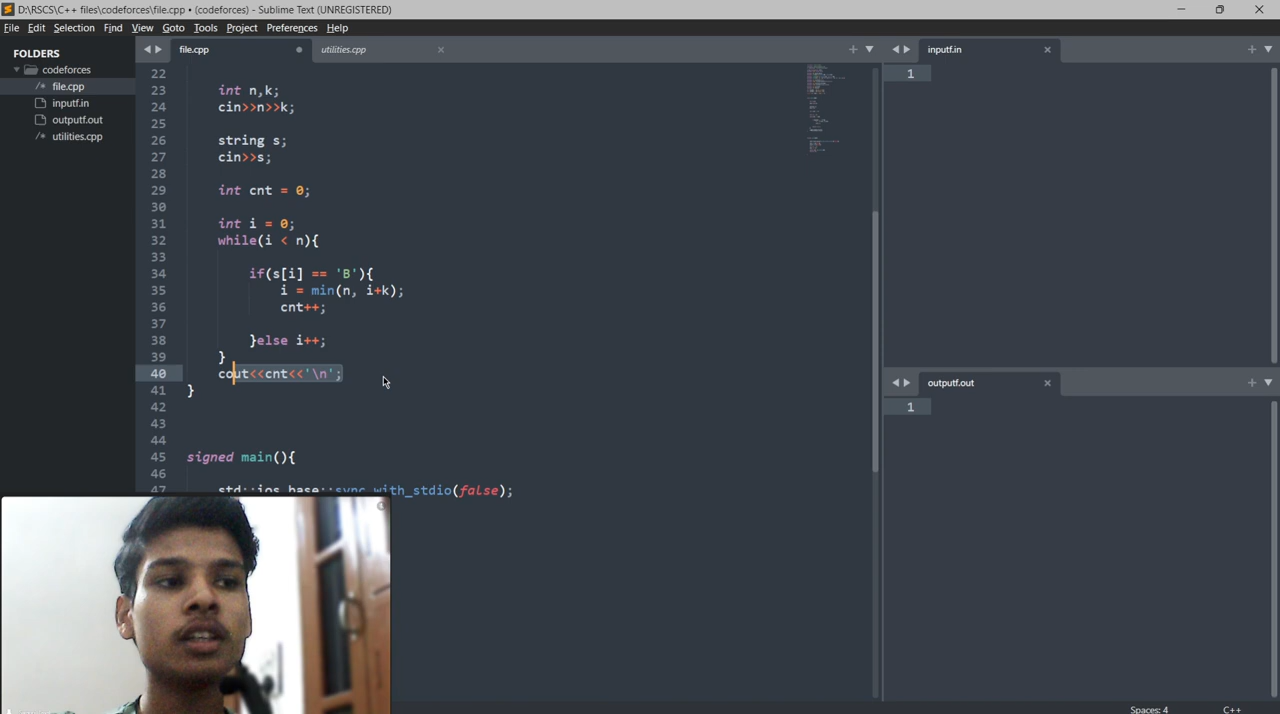 D:\RSCS\C++ files\codeforces\file.cpp • (codeforces) - Sublime Text (UNREGISTERED)
File Edit Selection Find View Goto Tools Project Preferences Help
FOLDERS
codeforces
file.cpp
inputf.in
outputf.out
utilities.cpp
file.cpp utilities.cpp
22
23 int n,k;
24 cin>>n>>k;
25
26 string s;
27 cin>>s;
28
29 int cnt = 0;
30
31 int i = 0;
32 while(i < n){
33
34 if(s[i] == 'B'){
35 i = min(n, i+k);
36 cnt++;
37
38 }else i++;
39 }
40 cout<<cnt<<'\n';
41 }
42
43
44
45 signed main(){
46
47 std::ios_base::sync_with_stdio(false);
inputf.in
1
outputf.out
1
Spaces: 4 C++